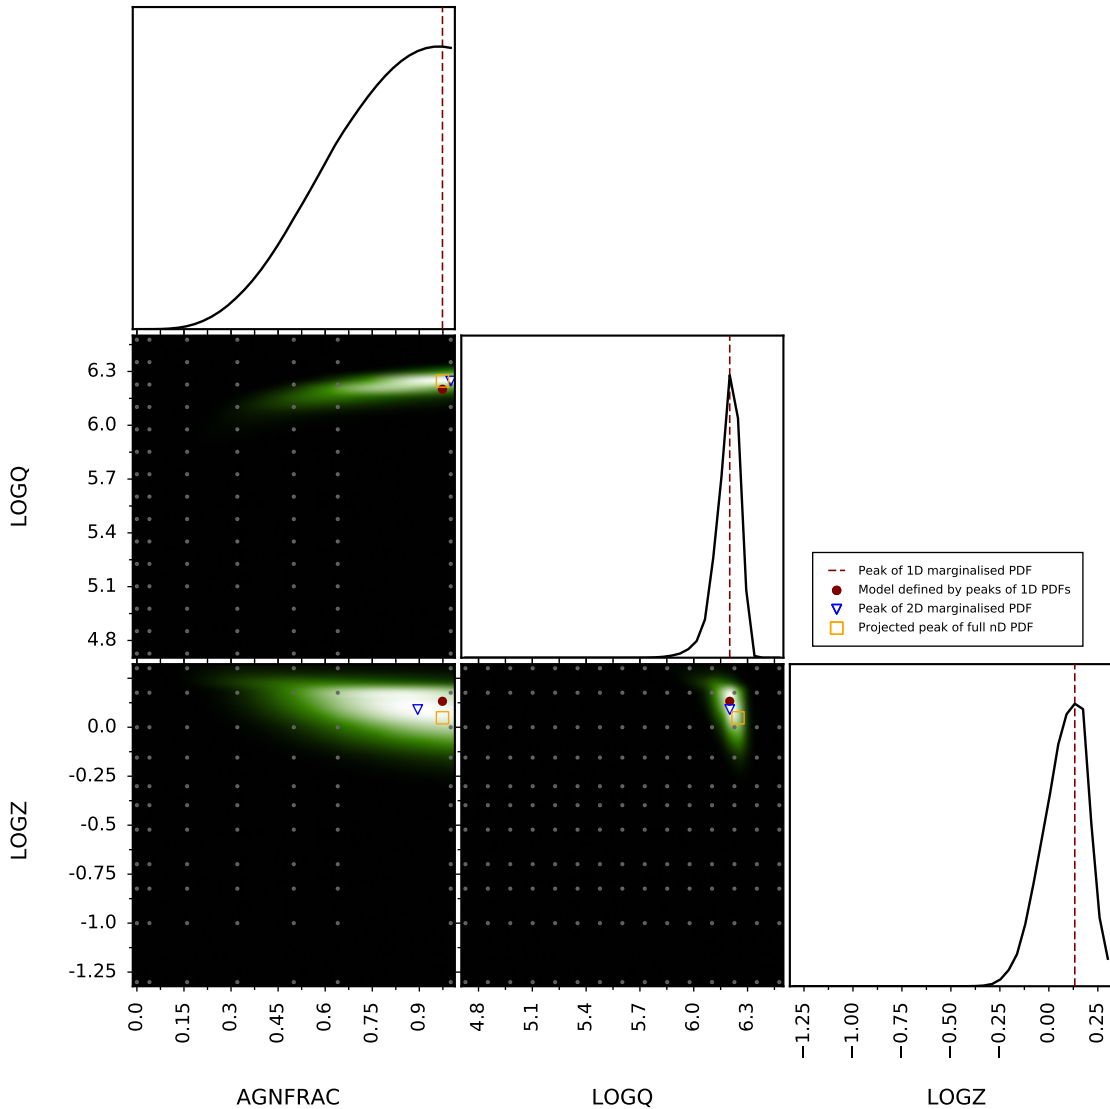 6.3
6.0
5.7
5.4
5.1
4.8
LOGQ
Peak of 1D marginalised PDF
Model defined by peaks of 1D PDFs
Peak of 2D marginalised PDF
Projected peak of full nD PDF
0.0
-0.25
-0.5
-0.75
-1.0
-1.25
LOGZ
0.0 0.15 0.3 0.45 0.6 0.75 0.9
4.8 5.1 5.4 5.7 6.0 6.3
−1.25 −1.00 −0.75 −0.50 −0.25 0.00 0.25
AGNFRAC
LOGQ
LOGZ